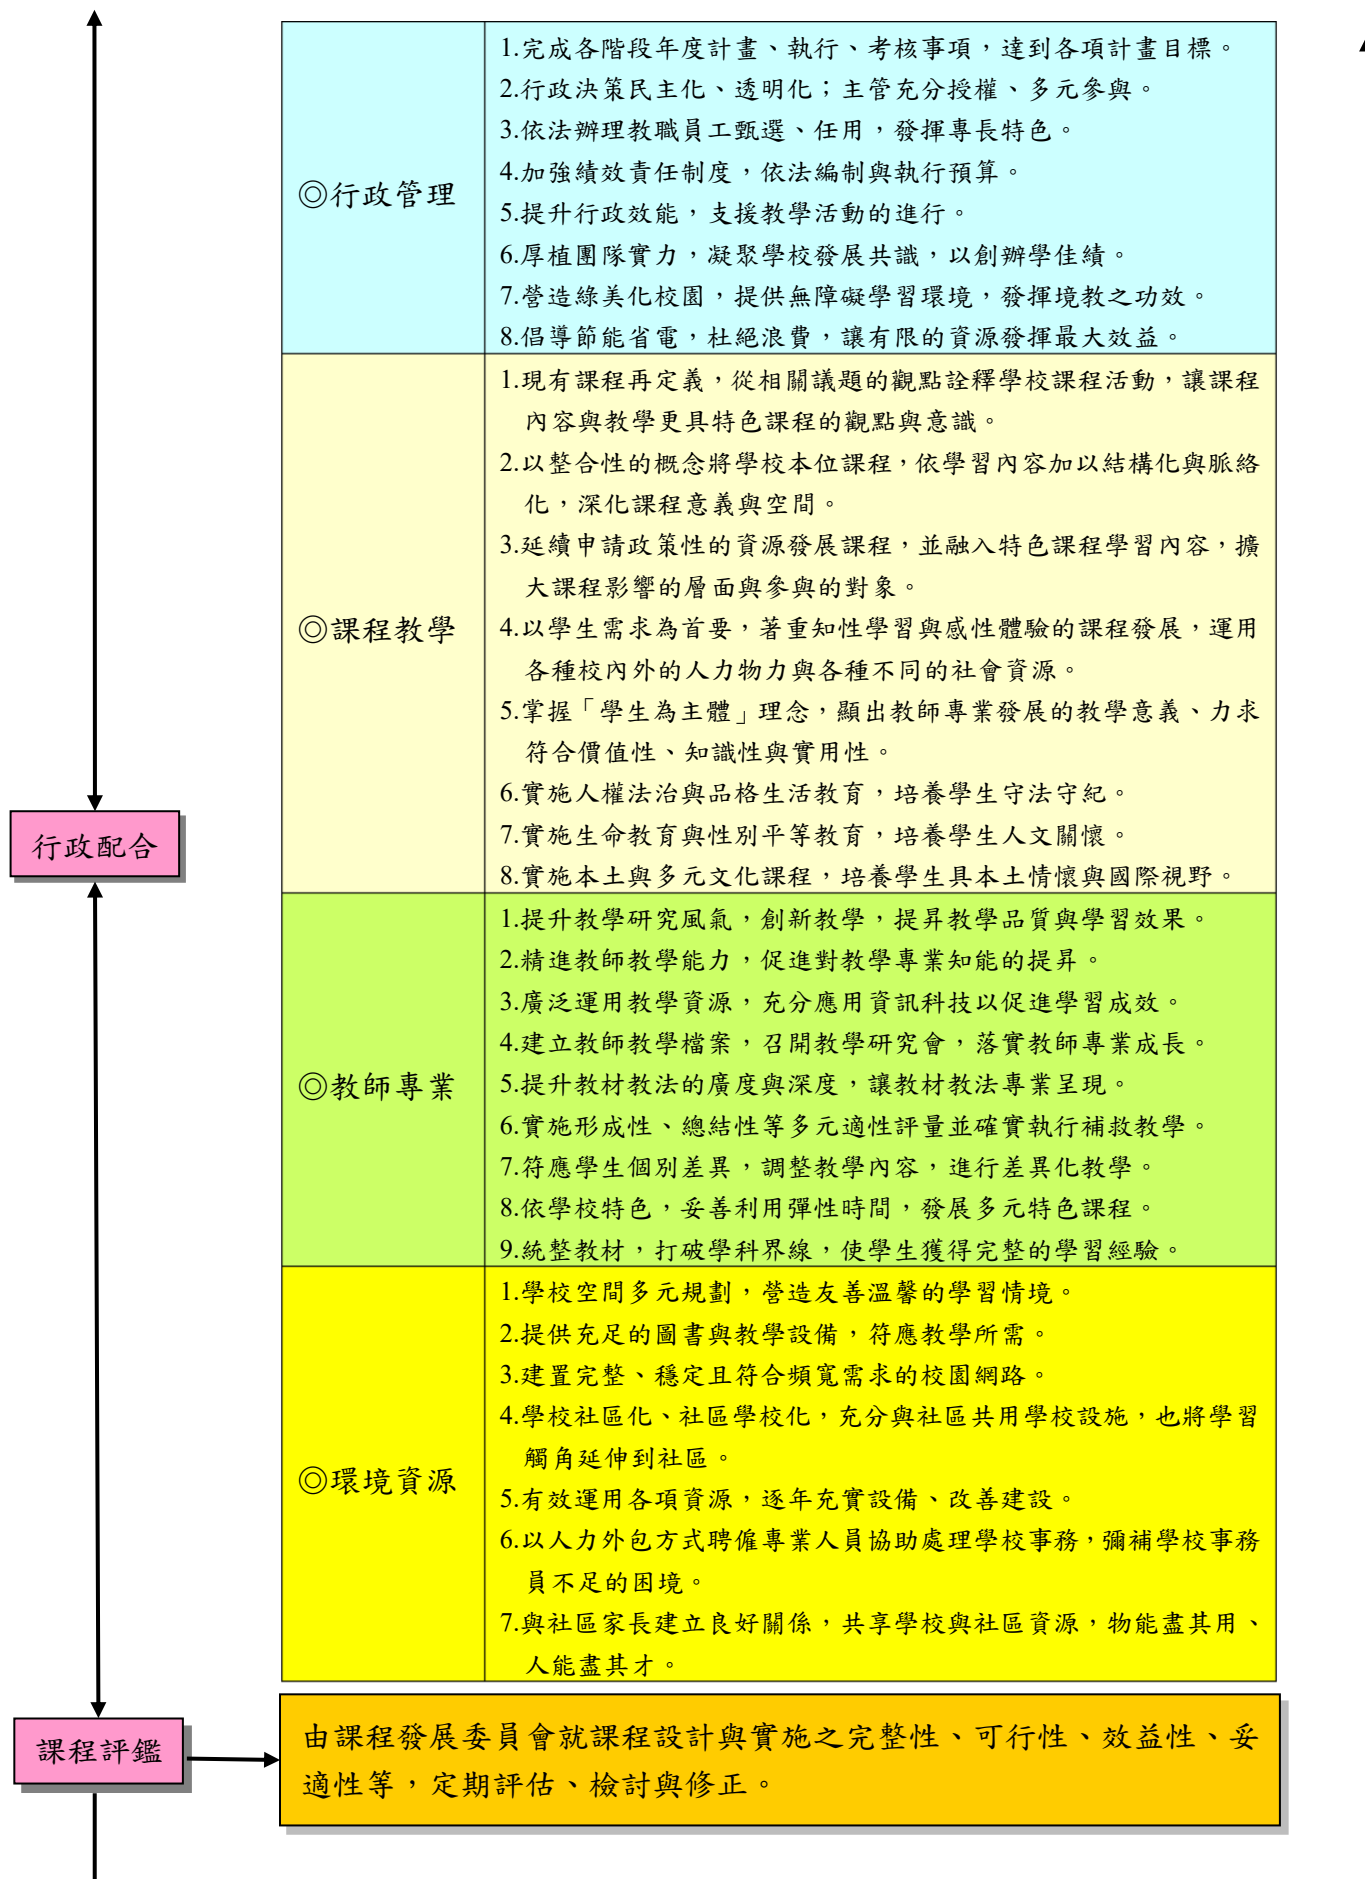 ◎行政管理
1.完成各階段年度計畫、執行、考核事項，達到各項計畫目標。
2.行政決策民主化、透明化；主管充分授權、多元參與。
3.依法辦理教職員工甄選、任用，發揮專長特色。
4.加強績效責任制度，依法編制與執行預算。
5.提升行政效能，支援教學活動的進行。
6.厚植團隊實力，凝聚學校發展共識，以創辦學佳績。
7.營造綠美化校園，提供無障礙學習環境，發揮境教之功效。
8.倡導節能省電，杜絕浪費，讓有限的資源發揮最大效益。
◎課程教學
1.現有課程再定義，從相關議題的觀點詮釋學校課程活動，讓課程
內容與教學更具特色課程的觀點與意識。
2.以整合性的概念將學校本位課程，依學習內容加以結構化與脈絡
化，深化課程意義與空間。
3.延續申請政策性的資源發展課程，並融入特色課程學習內容，擴
大課程影響的層面與參與的對象。
4.以學生需求為首要，著重知性學習與感性體驗的課程發展，運用
各種校內外的人力物力與各種不同的社會資源。
5.掌握「學生為主體」理念，顯出教師專業發展的教學意義、力求
符合價值性、知識性與實用性。
6.實施人權法治與品格生活教育，培養學生守法守紀。
7.實施生命教育與性別平等教育，培養學生人文關懷。
8.實施本土與多元文化課程，培養學生具本土情懷與國際視野。
行政配合
◎教師專業
1.提升教學研究風氣，創新教學，提昇教學品質與學習效果。
2.精進教師教學能力，促進對教學專業知能的提昇。
3.廣泛運用教學資源，充分應用資訊科技以促進學習成效。
4.建立教師教學檔案，召開教學研究會，落實教師專業成長。
5.提升教材教法的廣度與深度，讓教材教法專業呈現。
6.實施形成性、總結性等多元適性評量並確實執行補救教學。
7.符應學生個別差異，調整教學內容，進行差異化教學。
8.依學校特色，妥善利用彈性時間，發展多元特色課程。
9.統整教材，打破學科界線，使學生獲得完整的學習經驗。
◎環境資源
1.學校空間多元規劃，營造友善溫馨的學習情境。
2.提供充足的圖書與教學設備，符應教學所需。
3.建置完整、穩定且符合頻寬需求的校園網路。
4.學校社區化、社區學校化，充分與社區共用學校設施，也將學習
觸角延伸到社區。
5.有效運用各項資源，逐年充實設備、改善建設。
6.以人力外包方式聘僱專業人員協助處理學校事務，彌補學校事務
員不足的困境。
7.與社區家長建立良好關係，共享學校與社區資源，物能盡其用、
人能盡其才。
課程評鑑
由課程發展委員會就課程設計與實施之完整性、可行性、效益性、妥
適性等，定期評估、檢討與修正。